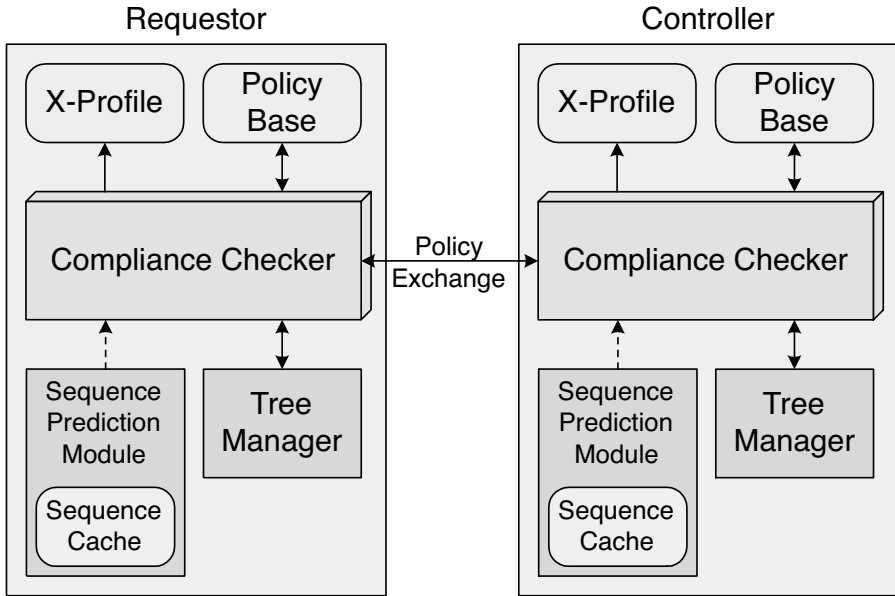 Requestor
X-Profile
Policy
Base
Compliance Checker
Sequence
Prediction
Module
Sequence
Cache
Tree
Manager
Policy
Exchange
Controller
X-Profile
Policy
Base
Compliance Checker
Sequence
Prediction
Module
Sequence
Cache
Tree
Manager